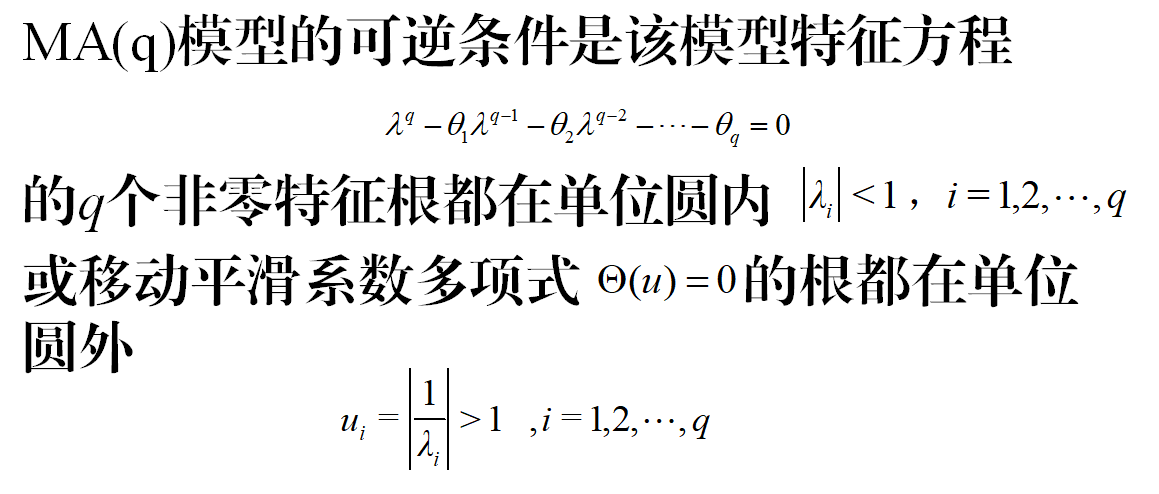 MA(q)模型的可逆条件是该模型特征方程
λ^q − θ₁λ^{q−1} − θ₂λ^{q−2} − ⋯ − θ_q = 0
的q个非零特征根都在单位圆内 |λ_i| < 1 ，i = 1,2,⋯,q
或移动平滑系数多项式 Θ(u) = 0 的根都在单位
圆外
u_i = |1/λ_i| > 1 ,i = 1,2,⋯,q